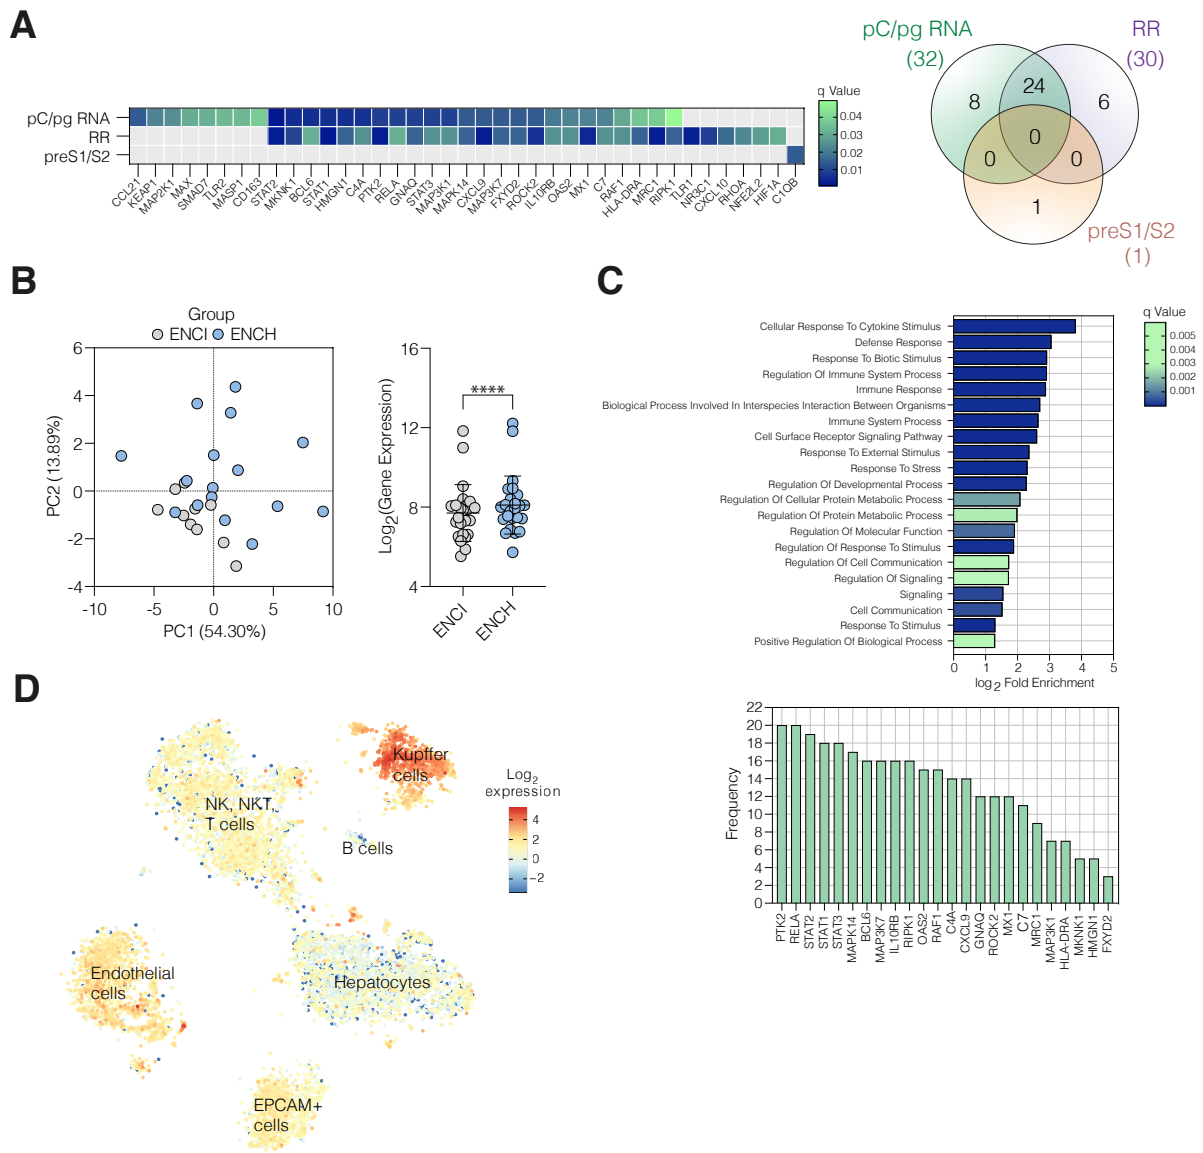 A
pC/pg RNA
(32)
RR
(30)
8
24
6
0
0
0
1
preS1/S2
(1)
pC/pg RNA
RR
preS1/S2
q Value
0.04
0.03
0.02
0.01
CCL21
KEAP1
MAP2K1
MAX
SMAD7
TLR2
MASP1
CD163
STAT2
MKNK1
BCL6
STAT1
HMGN1
C4A
PTK2
RELA
GNAQ
STAT3
MAP3K1
MAPK14
CXCL9
MAP3K7
FXYD2
ROCK2
IL10RB
OAS2
MX1
C7
RAF1
HLA-DRA
MRC1
RIPK1
TLR1
NR3C1
CXCL10
RHOA
NFE2L2
HIF1A
C1QB
B
Group
ENCI ENCH
PC2 (13.89%)
6
4
2
0
-2
-4
-10 -5 0 5 10
PC1 (54.30%)
Log2(Gene Expression)
16
12
8
4
****
ENCI
ENCH
C
Cellular Response To Cytokine Stimulus
Defense Response
Response To Biotic Stimulus
Regulation Of Immune System Process
Immune Response
Biological Process Involved In Interspecies Interaction Between Organisms
Immune System Process
Cell Surface Receptor Signaling Pathway
Response To External Stimulus
Response To Stress
Regulation Of Developmental Process
Regulation Of Cellular Protein Metabolic Process
Regulation Of Protein Metabolic Process
Regulation Of Molecular Function
Regulation Of Response To Stimulus
Regulation Of Cell Communication
Regulation Of Signaling
Signaling
Cell Communication
Response To Stimulus
Positive Regulation Of Biological Process
0 1 2 3 4 5
log2 Fold Enrichment
q Value
0.005
0.004
0.003
0.002
0.001
Frequency
22
20
18
16
14
12
10
8
6
4
2
0
PTK2
RELA
STAT2
STAT1
STAT3
MAPK14
BCL6
MAP3K7
IL10RB
RIPK1
OAS2
RAF1
C4A
CXCL9
GNAQ
ROCK2
MX1
C7
MRC1
MAP3K1
HLA-DRA
MKNK1
HMGN1
FXYD2
D
Kupffer
cells
NK, NKT,
T cells
B cells
Log2
expression
4
2
0
-2
Endothelial
cells
Hepatocytes
EPCAM+
cells